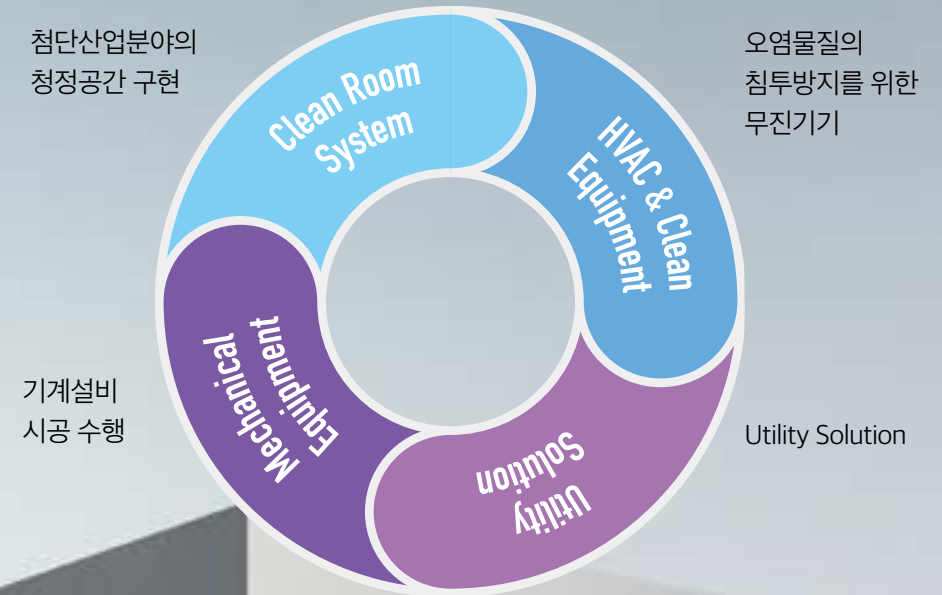 첨단산업분야의
청정공간 구현
Clean Room
System
오염물질의
침투방지를 위한
무진기기
HVAC & Clean
Equipment
기계설비
시공 수행
Mechanical
Equipment
Utility
Solution
Utility Solution